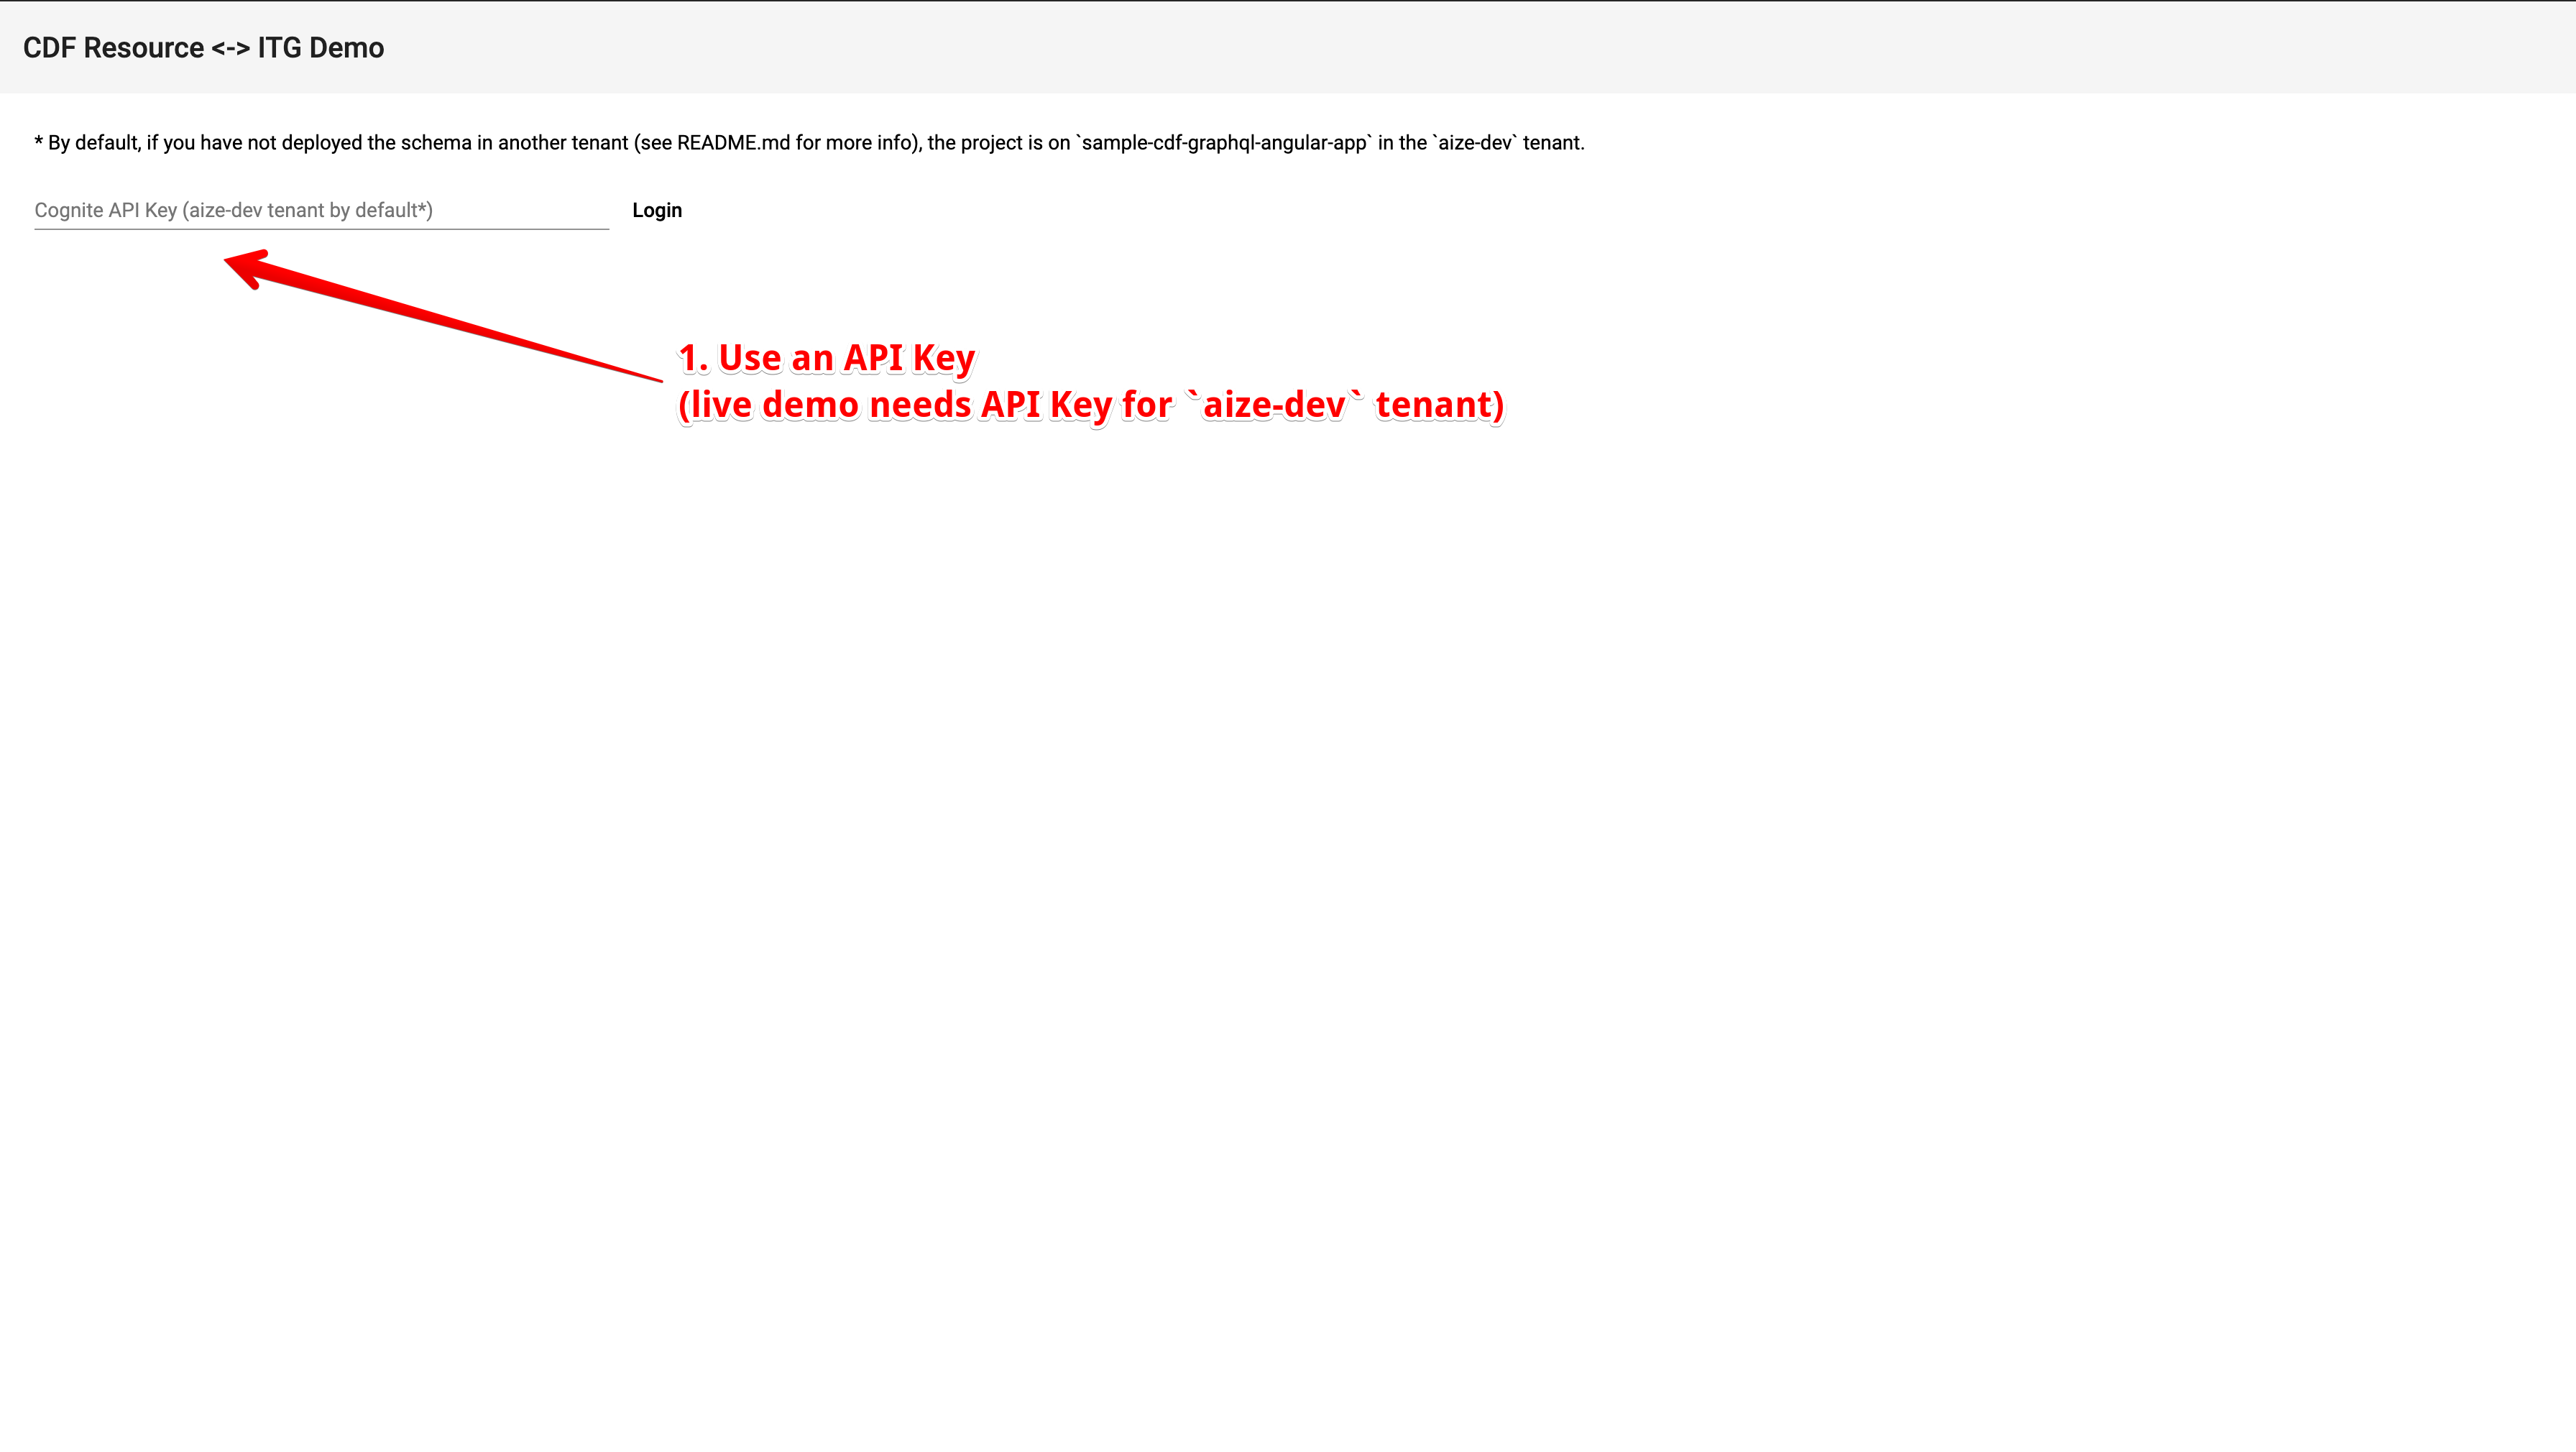 CDF Resource <-> ITG Demo
* By default, if you have not deployed the schema in another tenant (see README.md for more info), the project is on `sample-cdf-graphql-angular-app` in the `aize-dev` tenant.
Cognite API Key (aize-dev tenant by default*)
Login
1. Use an API Key
(live demo needs API Key for `aize-dev` tenant)